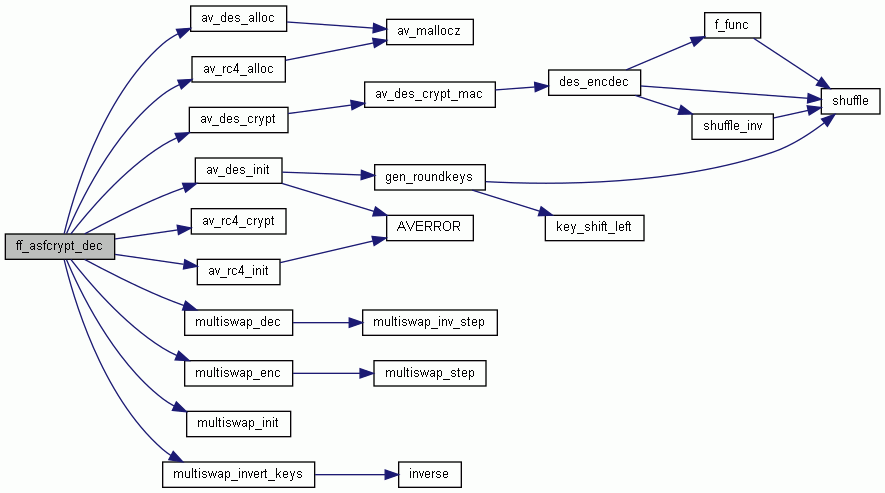 av_des_alloc
av_mallocz
f_func
av_rc4_alloc
av_des_crypt_mac
des_encdec
shuffle
av_des_crypt
shuffle_inv
av_des_init
gen_roundkeys
av_rc4_crypt
AVERROR
key_shift_left
ff_asfcrypt_dec
av_rc4_init
multiswap_dec
multiswap_inv_step
multiswap_enc
multiswap_step
multiswap_init
multiswap_invert_keys
inverse